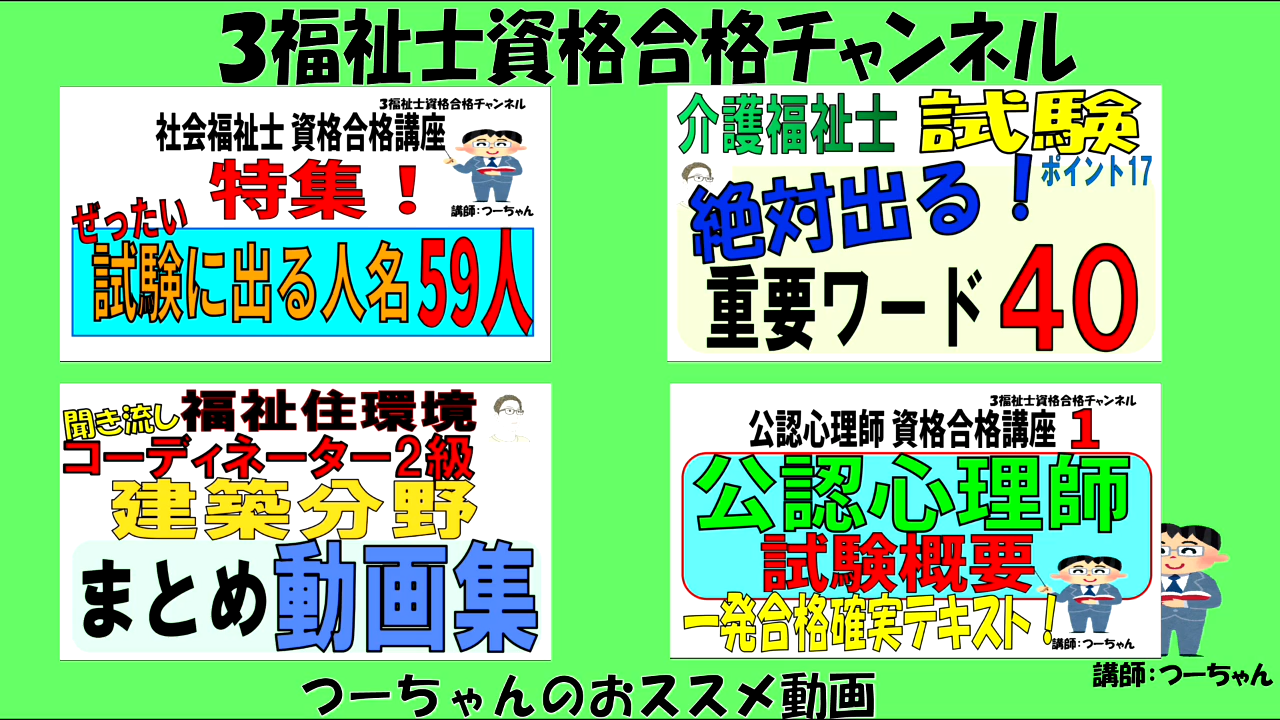 3福祉士資格合格チャンネル
3福祉士資格合格チャンネル
社会福祉士 資格合格講座
特集！
講師：つーちゃん
ぜったい
試験に出る人名59人
介護福祉士 試験
ポイント17
絶対出る！
重要ワード40
聞き流し 福祉住環境
コーディネーター2級
建築分野
まとめ動画集
3福祉士資格合格チャンネル
公認心理師 資格合格講座 1
公認心理師
試験概要
一発合格確実テキスト！
講師：つーちゃん
講師：つーちゃん
つーちゃんのおススメ動画